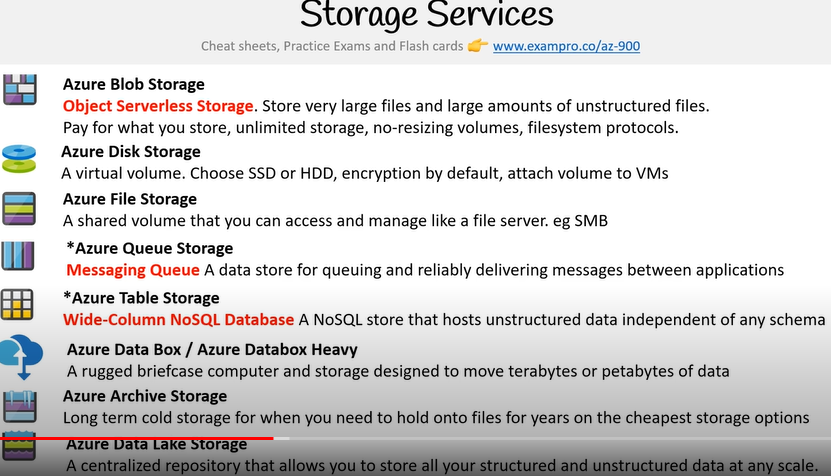 Storage Services
Cheat sheets, Practice Exams and Flash cards 👉 www.exampro.co/az-900
Azure Blob Storage
Object Serverless Storage. Store very large files and large amounts of unstructured files.
Pay for what you store, unlimited storage, no-resizing volumes, filesystem protocols.
Azure Disk Storage
A virtual volume. Choose SSD or HDD, encryption by default, attach volume to VMs
Azure File Storage
A shared volume that you can access and manage like a file server. eg SMB
*Azure Queue Storage
Messaging Queue A data store for queuing and reliably delivering messages between applications
*Azure Table Storage
Wide-Column NoSQL Database A NoSQL store that hosts unstructured data independent of any schema
Azure Data Box / Azure Databox Heavy
A rugged briefcase computer and storage designed to move terabytes or petabytes of data
Azure Archive Storage
Long term cold storage for when you need to hold onto files for years on the cheapest storage options
Azure Data Lake Storage
A centralized repository that allows you to store all your structured and unstructured data at any scale.